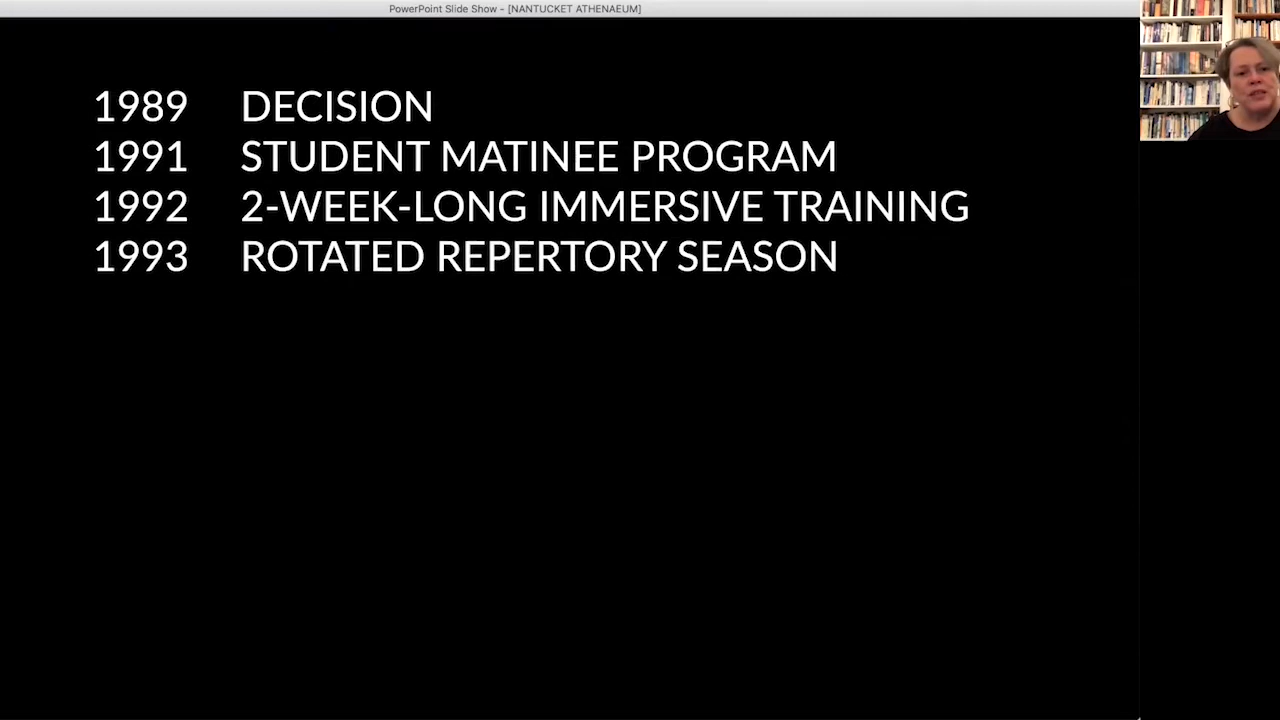 PowerPoint Slide Show - [NANTUCKET ATHENAEUM]
1989 DECISION
1991 STUDENT MATINEE PROGRAM
1992 2-WEEK-LONG IMMERSIVE TRAINING
1993 ROTATED REPERTORY SEASON